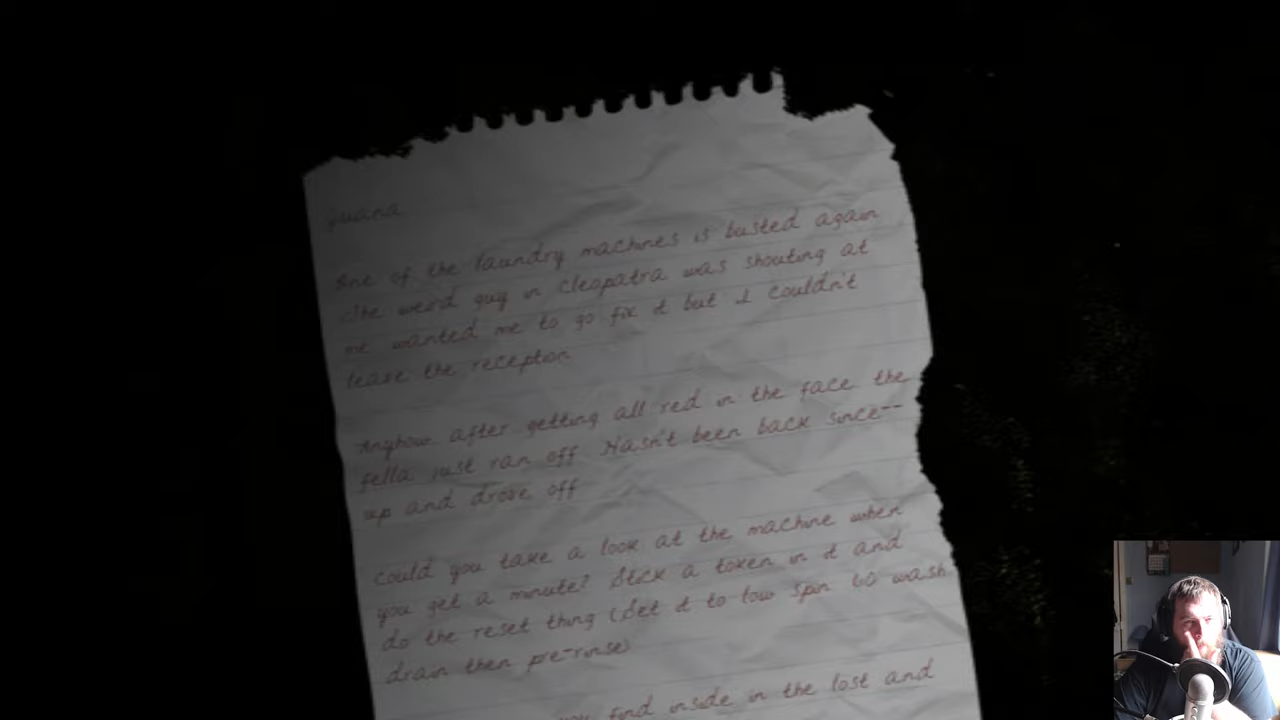 Juana
One of the laundry machines is busted again
The weird guy in Cleopatra was shouting at
me wanted me to go fix it but I couldn't
leave the reception
Anyhow after getting all red in the face the
fella just ran off Hasn't been back since--
up and drove off
Could you take a look at the machine when
you get a minute? Stick a token in it and
do the reset thing (Set it to low spin 60 wash
drain then pre-rinse)
you find inside in the lost and